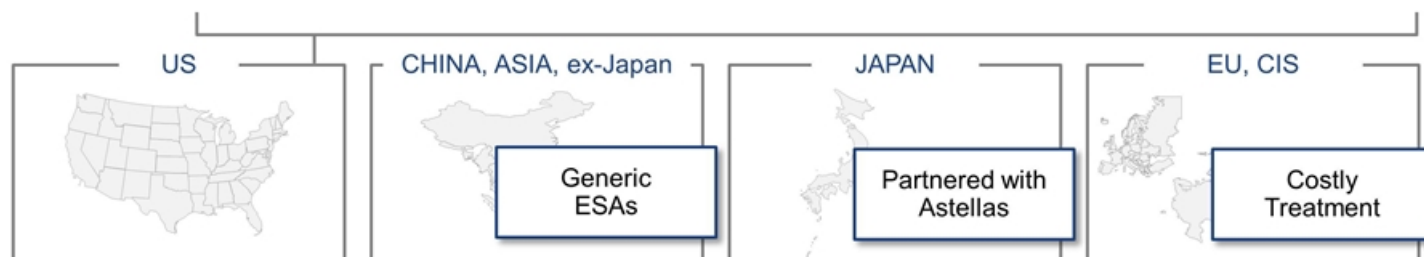 US
CHINA, ASIA, ex-Japan
JAPAN
EU, CIS
Generic
ESAs
Partnered with
Astellas
Costly
Treatment